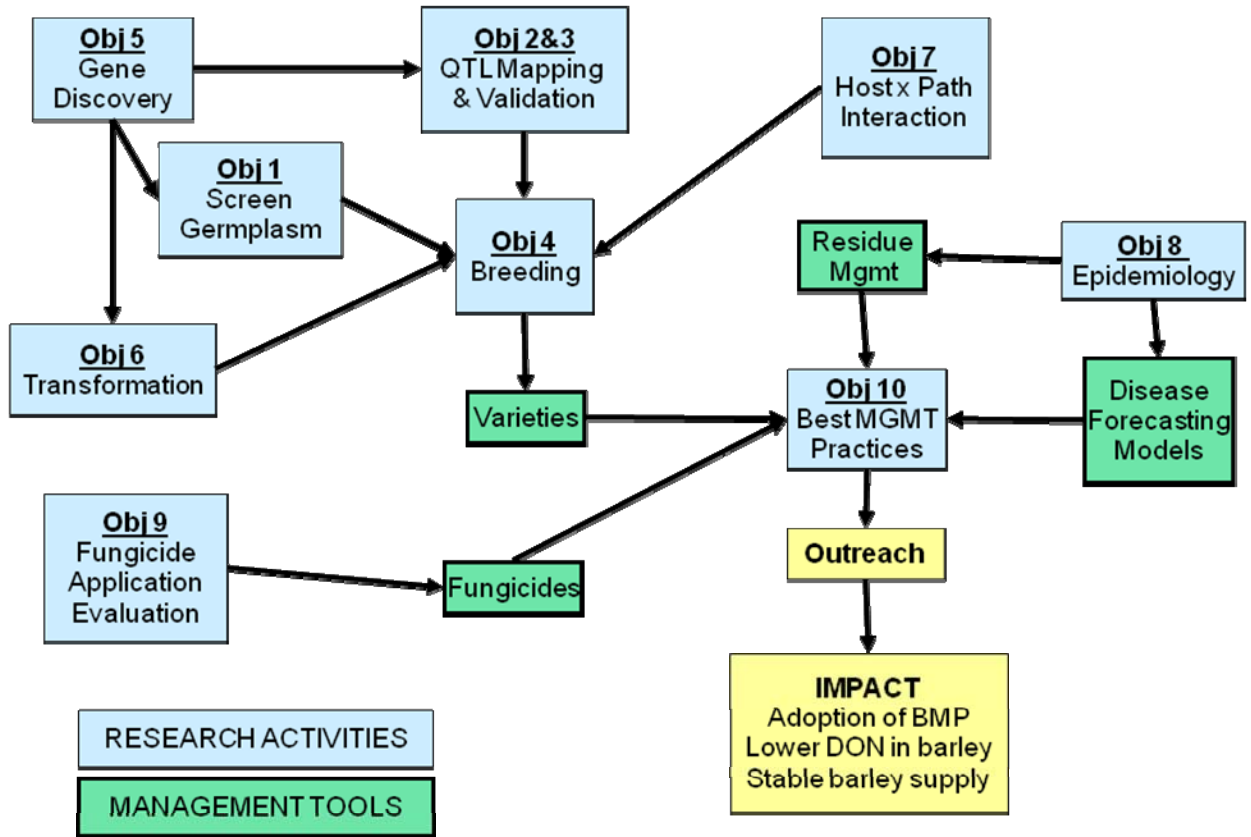 Obj 5
Gene
Discovery
Obj 2&3
QTL Mapping
& Validation
Obj 7
Host x Path
Interaction
Obj 1
Screen
Germplasm
Obj 4
Breeding
Residue
Mgmt
Obj 8
Epidemiology
Obj 6
Transformation
Varieties
Obj 10
Best MGMT
Practices
Disease
Forecasting
Models
Obj 9
Fungicide
Application
Evaluation
Fungicides
Outreach
IMPACT
Adoption of BMP
Lower DON in barley
Stable barley supply
RESEARCH ACTIVITIES
MANAGEMENT TOOLS